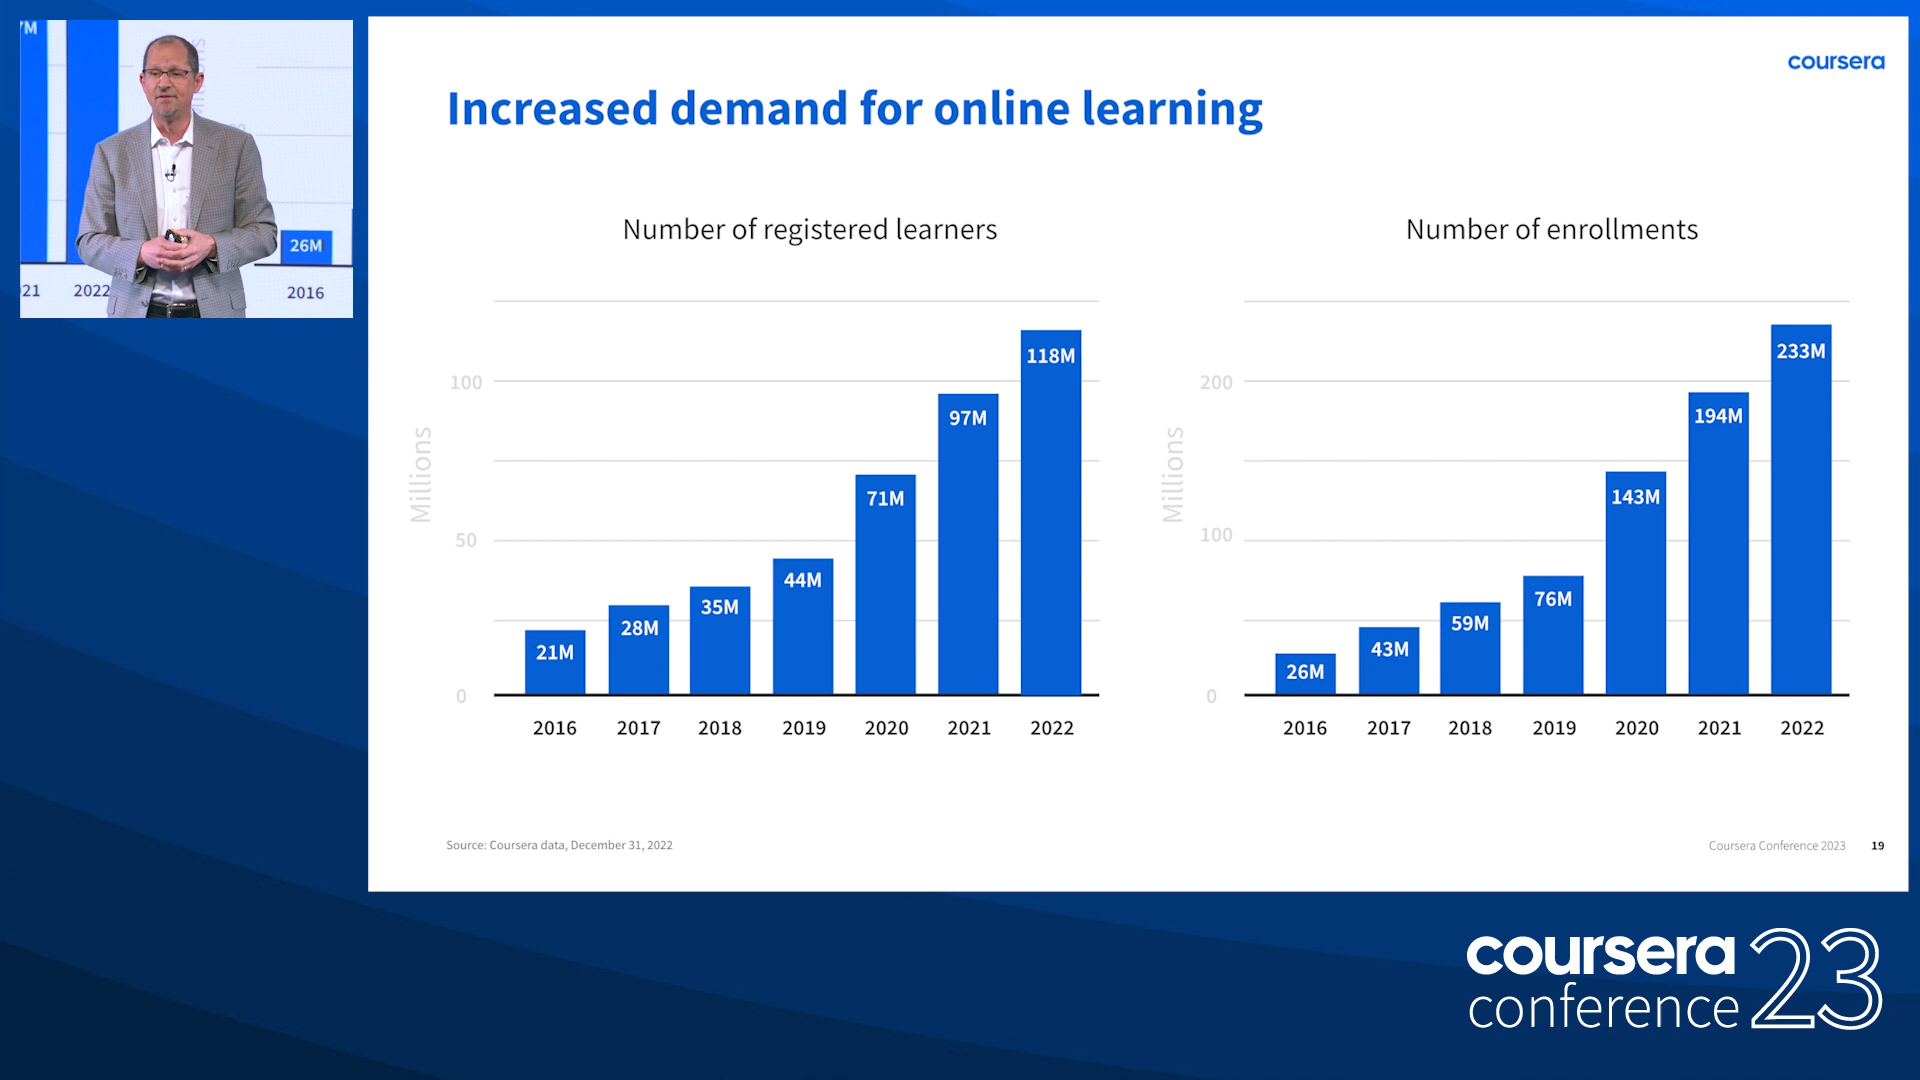 7M
26M
21
2022
2016
coursera
Increased demand for online learning
Number of registered learners
Millions
100
50
0
21M
28M
35M
44M
71M
97M
118M
2016 2017 2018 2019 2020 2021 2022
Number of enrollments
Millions
200
100
0
26M
43M
59M
76M
143M
194M
233M
2016 2017 2018 2019 2020 2021 2022
Source: Coursera data, December 31, 2022
Coursera Conference 2023 19
coursera
conference 23